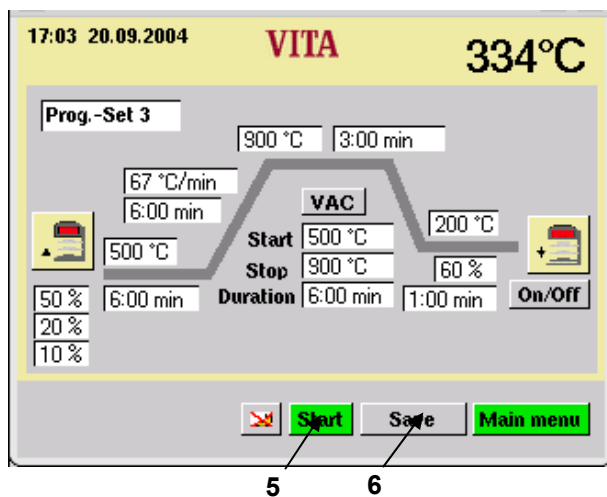 17:03 20.09.2004
VITA
334°C
Prog.-Set 3
900 °C 3:00 min
67 °C/min
6:00 min
VAC
500 °C
Start 500 °C
200 °C
Stop 900 °C
60 %
50 % 6:00 min
Duration 6:00 min
1:00 min
On/Off
20 %
10 %
Start Save Main menu
5 6